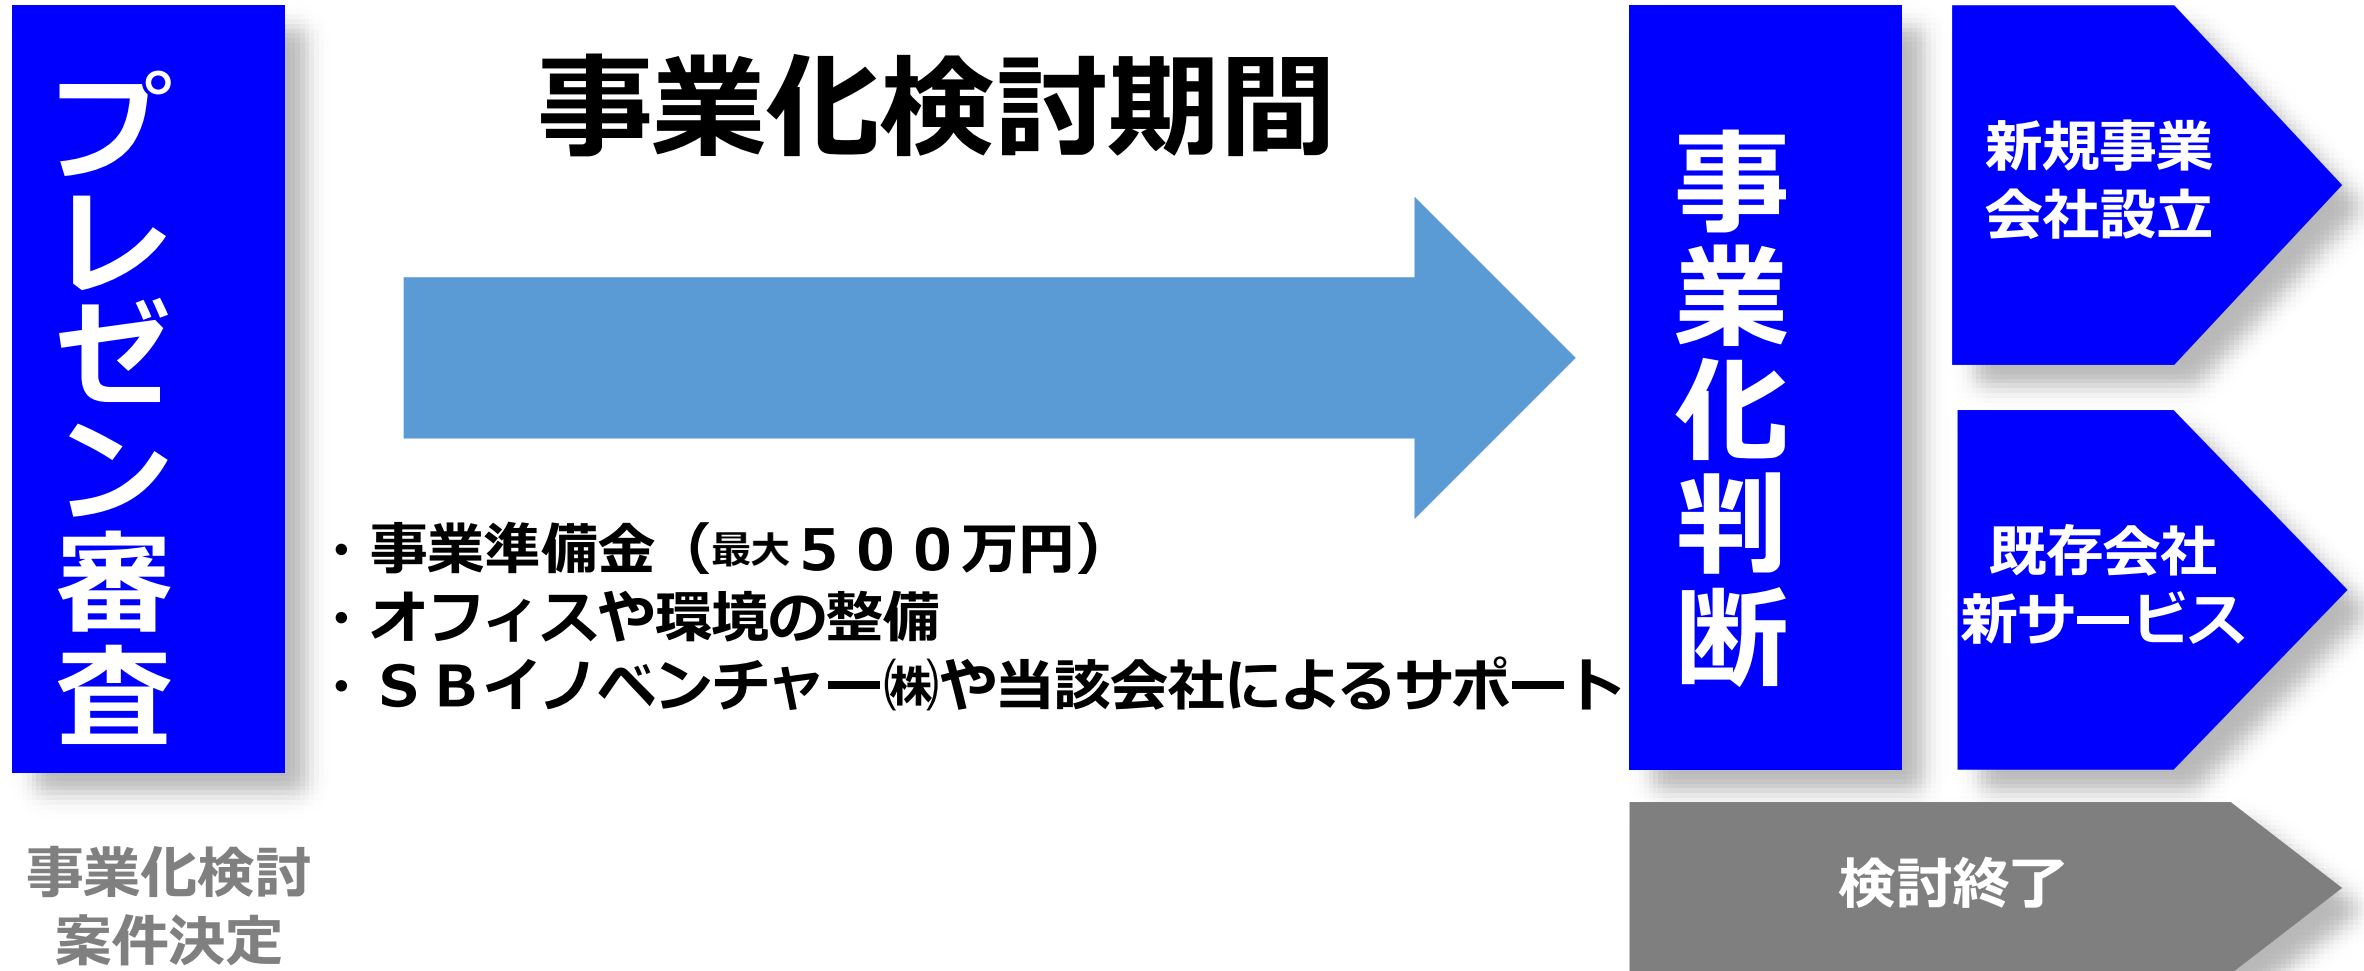 プレゼン審査
事業化検討
案件決定
事業化検討期間
・事業準備金（最大５００万円）
・オフィスや環境の整備
・ＳＢイノベンチャー㈱や当該会社によるサポート
事業化判断
新規事業
会社設立
既存会社
新サービス
検討終了